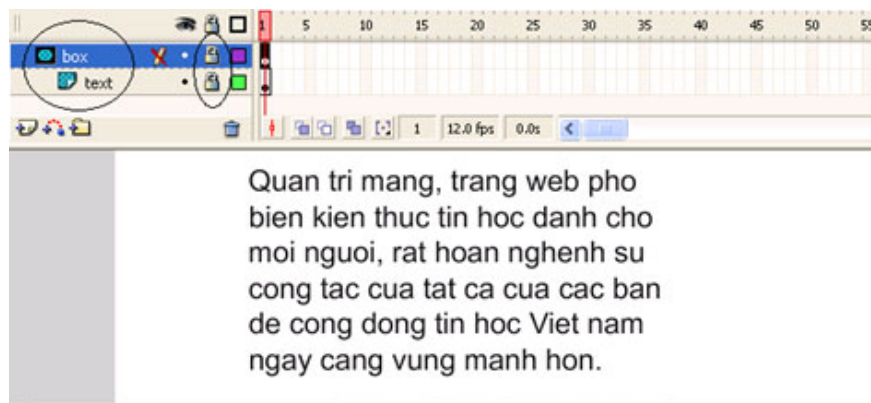 1 5 10 15 20 25 30 35 40 45 50 55
box
text
1 12.0 fps 0.0s
Quan tri mang, trang web pho
bien kien thuc tin hoc danh cho
moi nguoi, rat hoan nghenh su
cong tac cua tat ca cua cac ban
de cong dong tin hoc Viet nam
ngay cang vung manh hon.